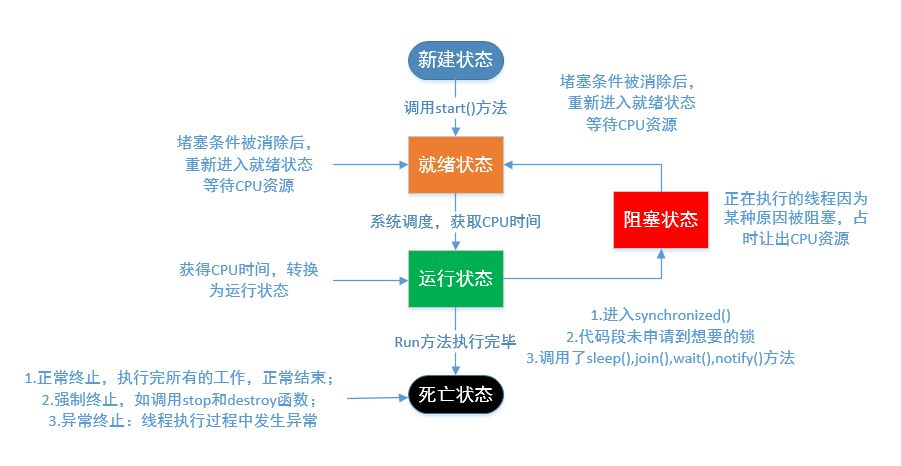 新建状态
调用start()方法
堵塞条件被消除后,
重新进入就绪状态
等待CPU资源
堵塞条件被消除后,
重新进入就绪状态
等待CPU资源
就绪状态
系统调度，获取CPU时间
阻塞状态
正在执行的线程因为
某种原因被阻塞，占
时让出CPU资源
获得CPU时间，转换
为运行状态
运行状态
1.进入synchronized()
2.代码段未申请到想要的锁
3.调用了sleep(),join(),wait(),notify()方法
Run方法执行完毕
1.正常终止，执行完所有的工作，正常结束；
2.强制终止，如调用stop和destroy函数；
3.异常终止：线程执行过程中发生异常
死亡状态